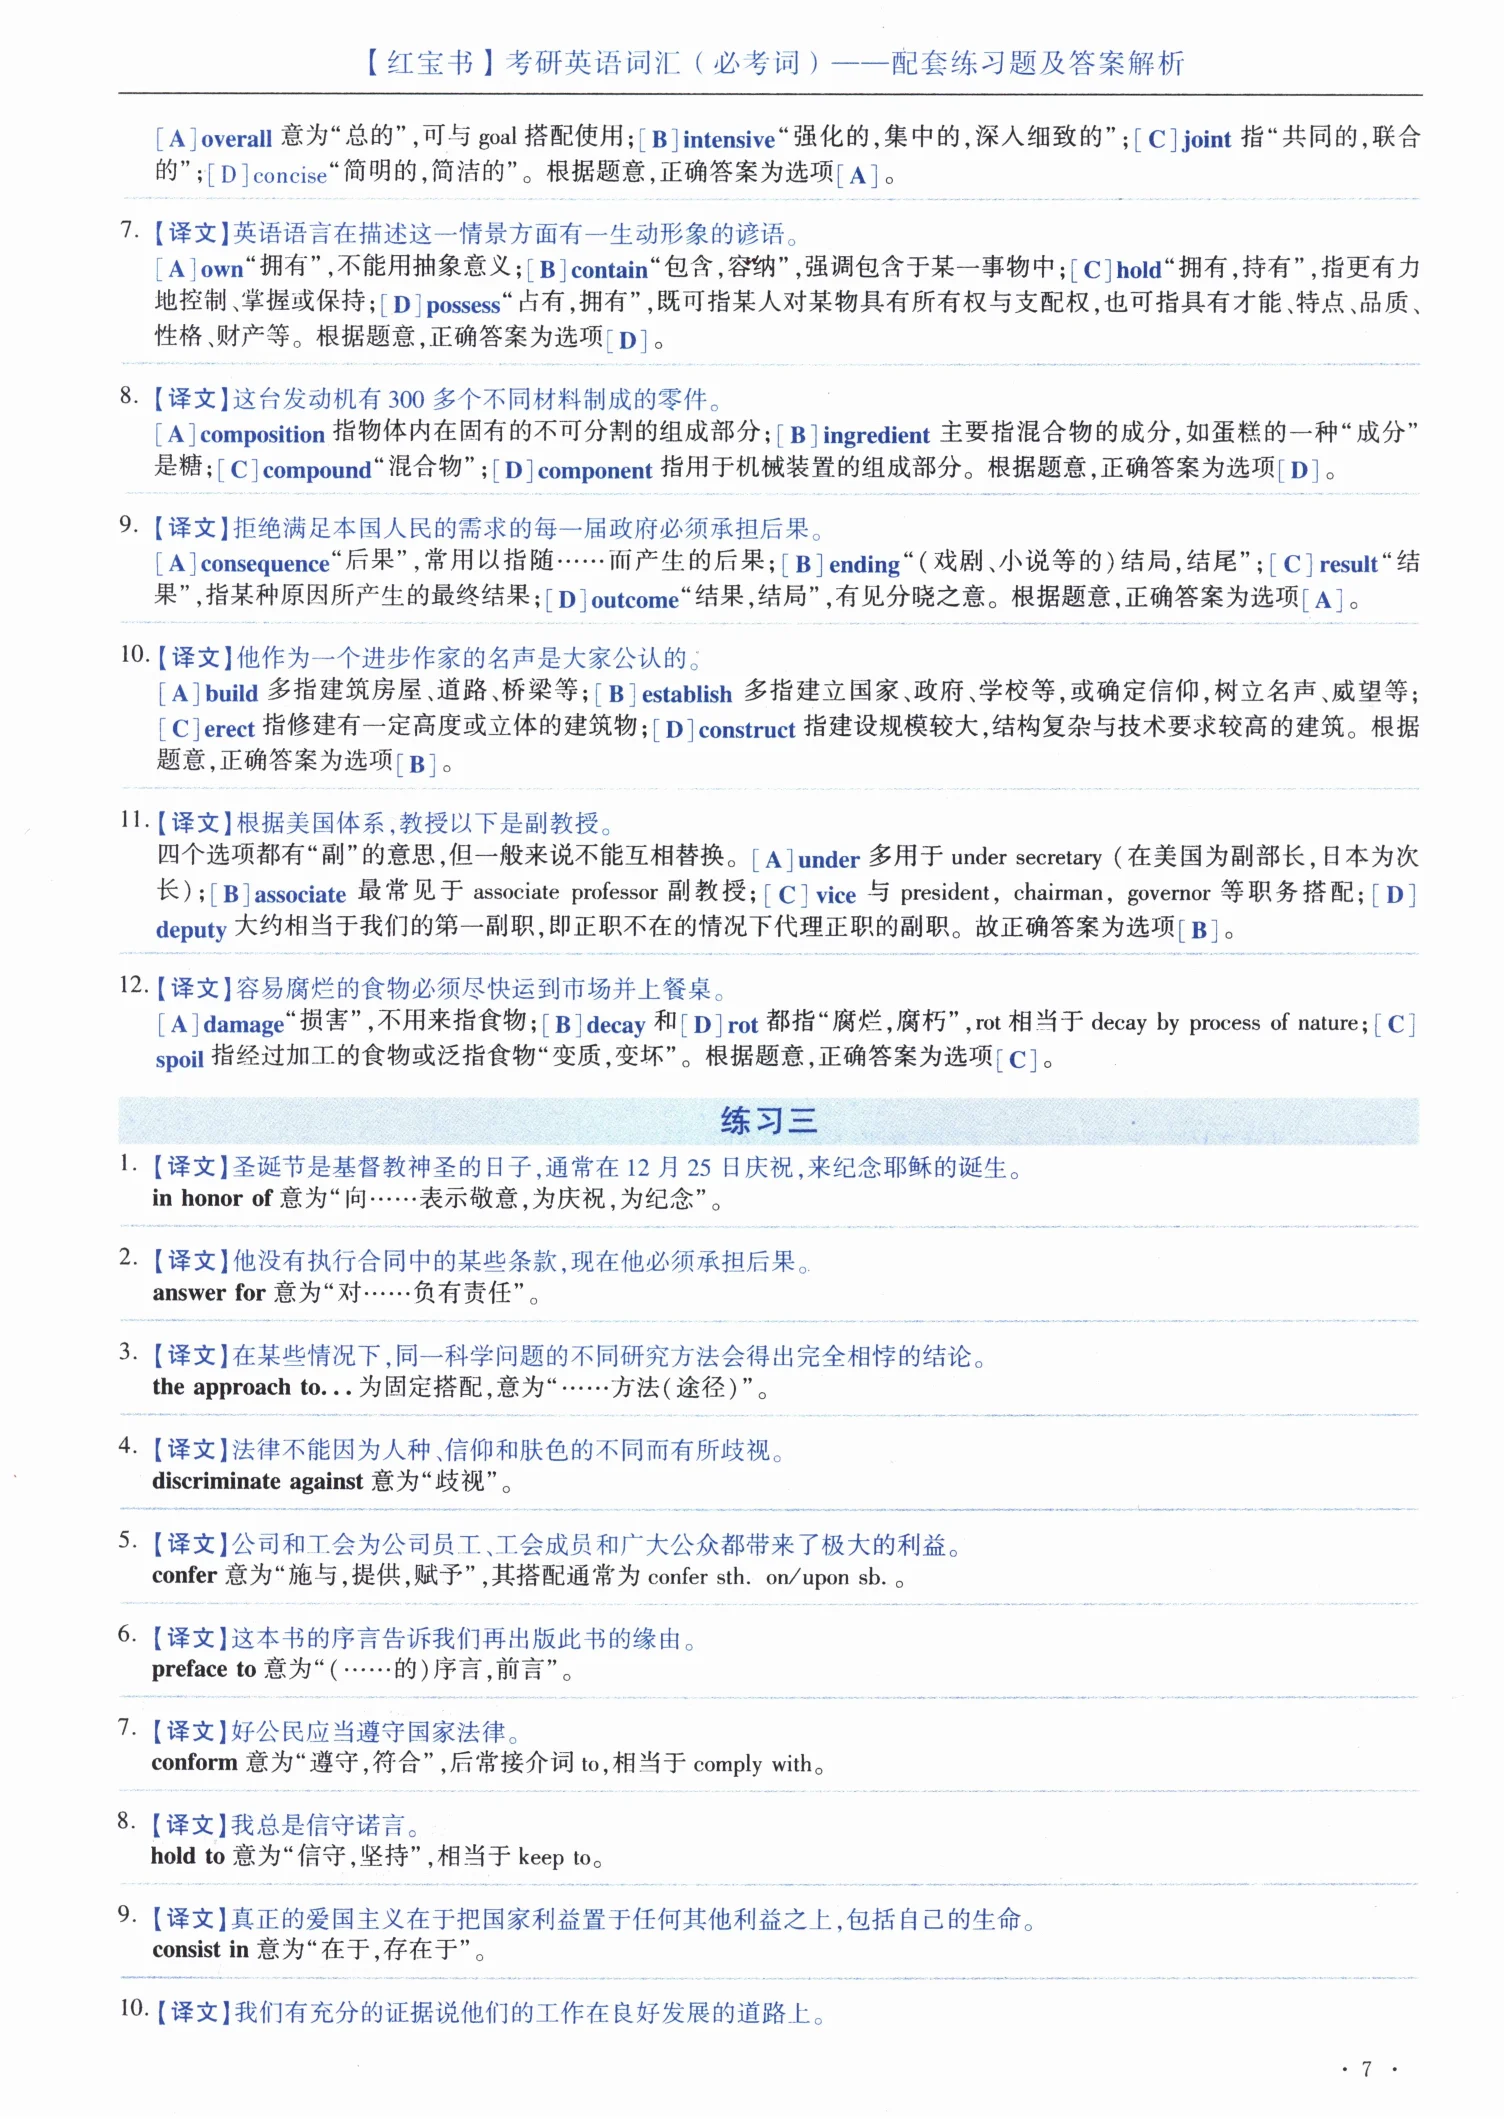 【红宝书】考研英语词汇(必考词)——配套练习题及答案解析
[A]overall 意为“总的”,可与 goal 搭配使用;[B]intensive“强化的,集中的,深入细致的”;[C]joint 指“共同的,联合
的”;[D]concise“简明的,简洁的”。根据题意,正确答案为选项[A]。
7.【译文】英语语言在描述这一情景方面有一生动形象的谚语。
[A]own“拥有”,不能用抽象意义;[B]contain“包含,容纳”,强调包含于某一事物中;[C]hold“拥有,持有”,指更有力
地控制、掌握或保持;[D]possess“占有,拥有”,既可指某人对某物具有所有权与支配权,也可指具有才能、特点、品质、
性格、财产等。根据题意,正确答案为选项[D]。
8.【译文】这台发动机有 300 多个不同材料制成的零件。
[A]composition 指物体内在固有的不可分割的组成部分;[B]ingredient 主要指混合物的成分,如蛋糕的一种“成分”
是糖;[C]compound“混合物”;[D]component 指用于机械装置的组成部分。根据题意,正确答案为选项[D]。
9.【译文】拒绝满足本国人民的需求的每一届政府必须承担后果。
[A]consequence“后果”,常用以指随……而产生的后果;[B]ending“(戏剧、小说等的)结局,结尾”;[C]result“结
果”,指某种原因所产生的最终结果;[D]outcome“结果,结局”,有见分晓之意。根据题意,正确答案为选项[A]。
10.【译文】他作为一个进步作家的名声是大家公认的。
[A]build 多指建筑房屋、道路、桥梁等;[B]establish 多指建立国家、政府、学校等,或确定信仰,树立名声、威望等;
[C]erect 指修建有一定高度或立体的建筑物;[D]construct 指建设规模较大,结构复杂与技术要求较高的建筑。根据
题意,正确答案为选项[B]。
11.【译文】根据美国体系,教授以下是副教授。
四个选项都有“副”的意思,但一般来说不能互相替换。[A]under 多用于 under secretary (在美国为副部长,日本为次
长);[B]associate 最常见于 associate professor 副教授;[C]vice 与 president, chairman, governor 等职务搭配;[D]
deputy 大约相当于我们的第一副职,即正职不在的情况下代理正职的副职。故正确答案为选项[B]。
12.【译文】容易腐烂的食物必须尽快运到市场并上餐桌。
[A]damage“损害”,不用来指食物;[B]decay 和[D]rot 都指“腐烂,腐朽”,rot 相当于 decay by process of nature;[C]
spoil 指经过加工的食物或泛指食物“变质,变坏”。根据题意,正确答案为选项[C]。
练习三
1.【译文】圣诞节是基督教神圣的日子,通常在 12 月 25 日庆祝,来纪念耶稣的诞生。
in honor of 意为“向……表示敬意,为庆祝,为纪念”。
2.【译文】他没有执行合同中的某些条款,现在他必须承担后果。
answer for 意为“对……负有责任”。
3.【译文】在某些情况下,同一科学问题的不同研究方法会得出完全相悖的结论。
the approach to... 为固定搭配,意为“……方法(途径)”。
4.【译文】法律不能因为人种、信仰和肤色的不同而有所歧视。
discriminate against 意为“歧视”。
5.【译文】公司和工会为公司员工、工会成员和广大公众都带来了极大的利益。
confer 意为“施与,提供,赋予”,其搭配通常为 confer sth. on/upon sb.。
6.【译文】这本书的序言告诉我们再出版此书的缘由。
preface to 意为“(……的)序言,前言”。
7.【译文】好公民应当遵守国家法律。
conform 意为“遵守,符合”,后常接介词 to,相当于 comply with。
8.【译文】我总是信守诺言。
hold to 意为“信守,坚持”,相当于 keep to。
9.【译文】真正的爱国主义在于把国家利益置于任何其他利益之上,包括自己的生命。
consist in 意为“在于,存在于”。
10.【译文】我们有充分的证据说他们的工作在良好发展的道路上。
· 7 ·